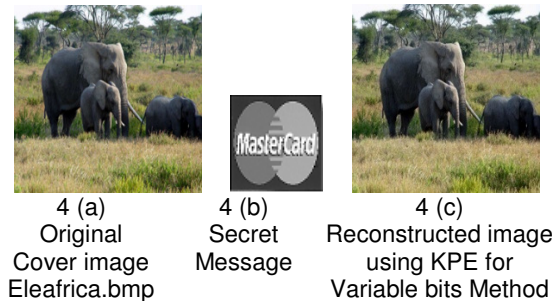 MasterCard
4 (a)
Original
Cover image
Eleafrica.bmp
4 (b)
Secret
Message
4 (c)
Reconstructed image
using KPE for
Variable bits Method